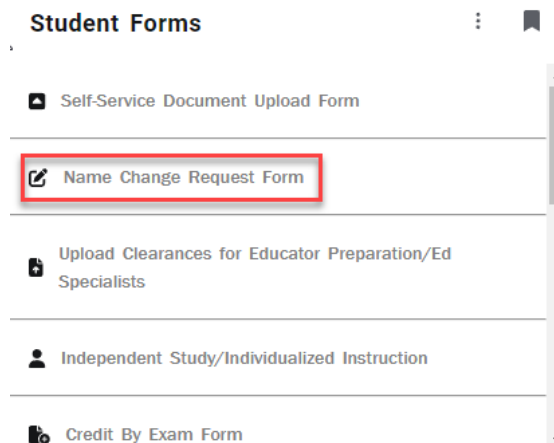 Student Forms
Self-Service Document Upload Form
Name Change Request Form
Upload Clearances for Educator Preparation/Ed
Specialists
Independent Study/Individualized Instruction
Credit By Exam Form